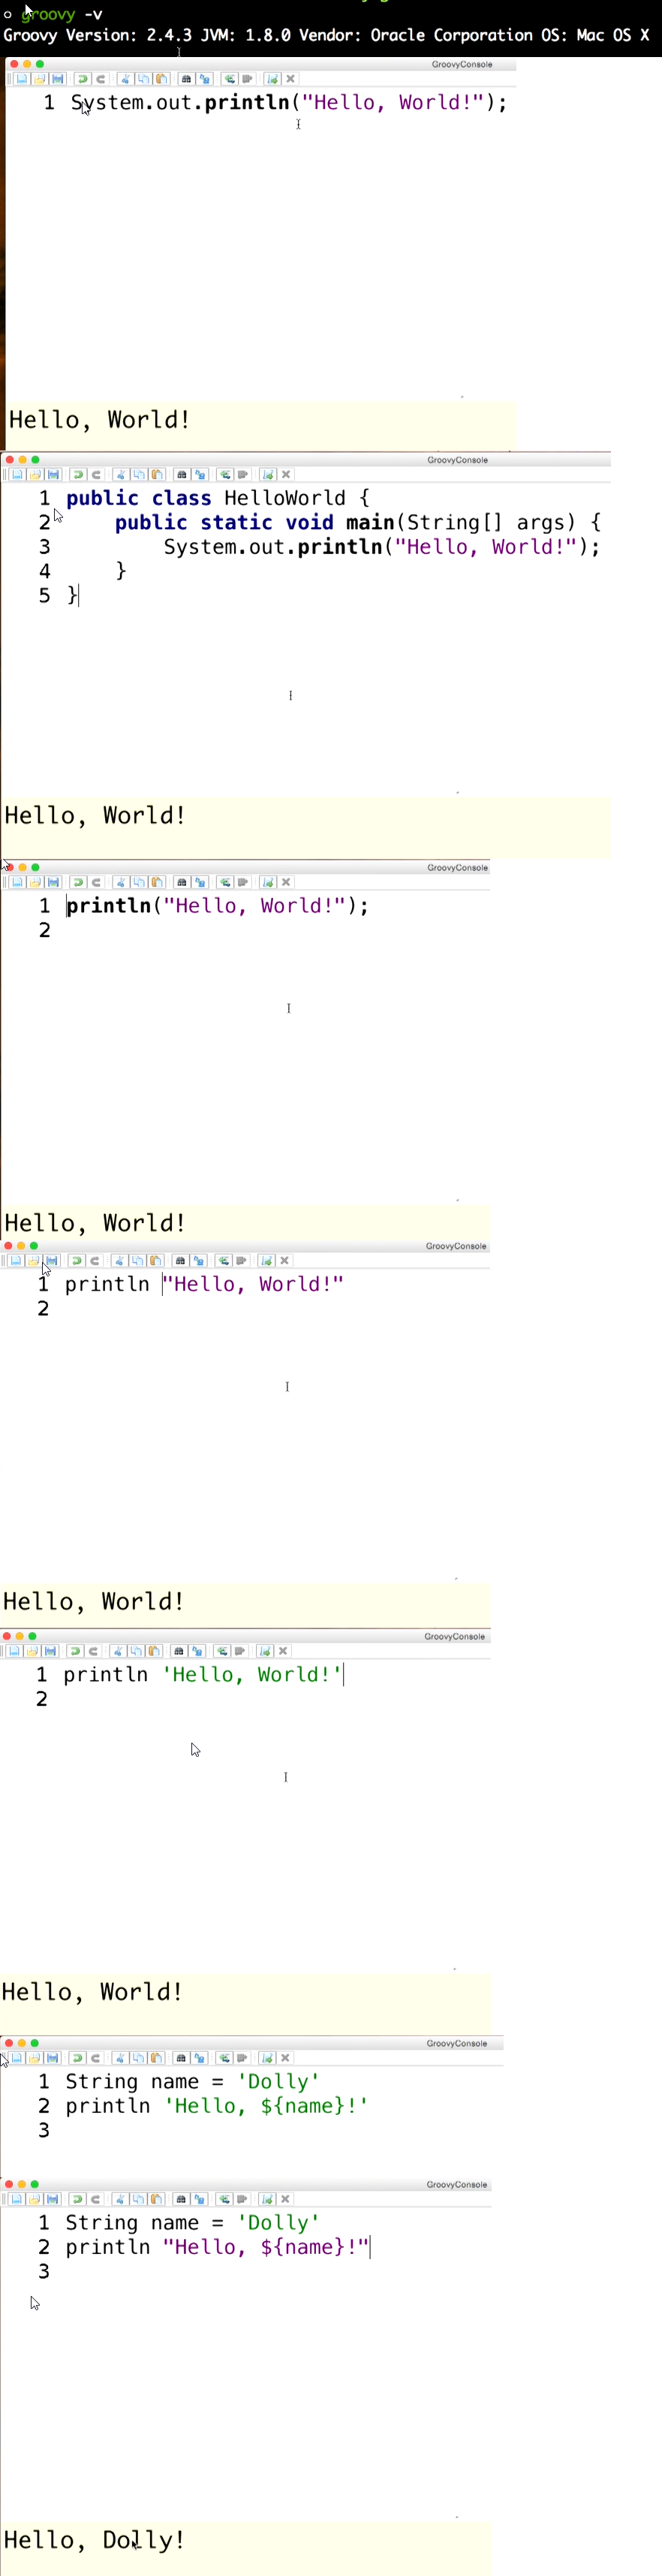 groovy -v
Groovy Version: 2.4.3 JVM: 1.8.0 Vendor: Oracle Corporation OS: Mac OS X
GroovyConsole
1 System.out.println("Hello, World!");
Hello, World!
GroovyConsole
1 public class HelloWorld {
2     public static void main(String[] args) {
3         System.out.println("Hello, World!");
4     }
5 }
Hello, World!
GroovyConsole
1 println("Hello, World!");
2
Hello, World!
GroovyConsole
1 println "Hello, World!"
2
Hello, World!
GroovyConsole
1 println 'Hello, World!'
2
Hello, World!
GroovyConsole
1 String name = 'Dolly'
2 println 'Hello, ${name}!'
3
GroovyConsole
1 String name = 'Dolly'
2 println "Hello, ${name}!"
3
Hello, Dolly!